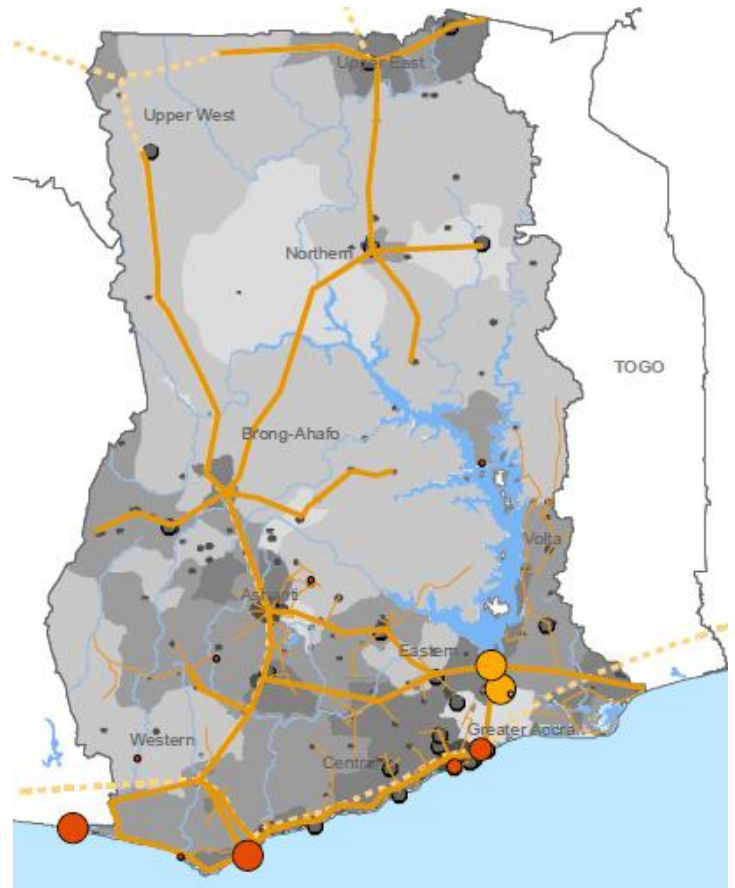 Upper East
Upper West
Northern
TOGO
Brong-Ahafo
Volta
Ashanti
Eastern
Greater Accra
Western
Central